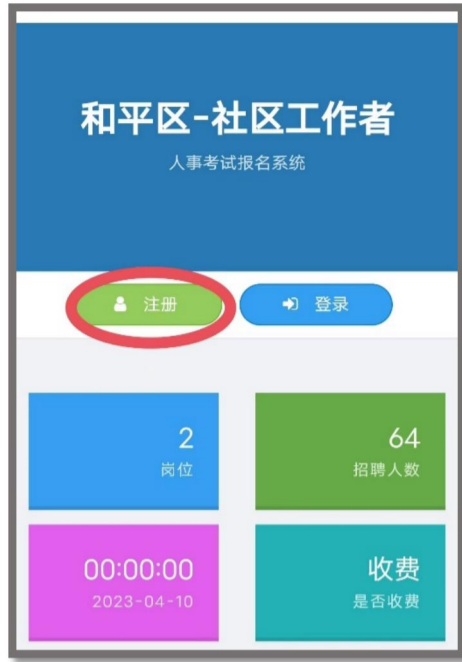 和平区-社区工作者
人事考试报名系统
注册
登录
2
岗位
64
招聘人数
00:00:00
2023-04-10
收费
是否收费